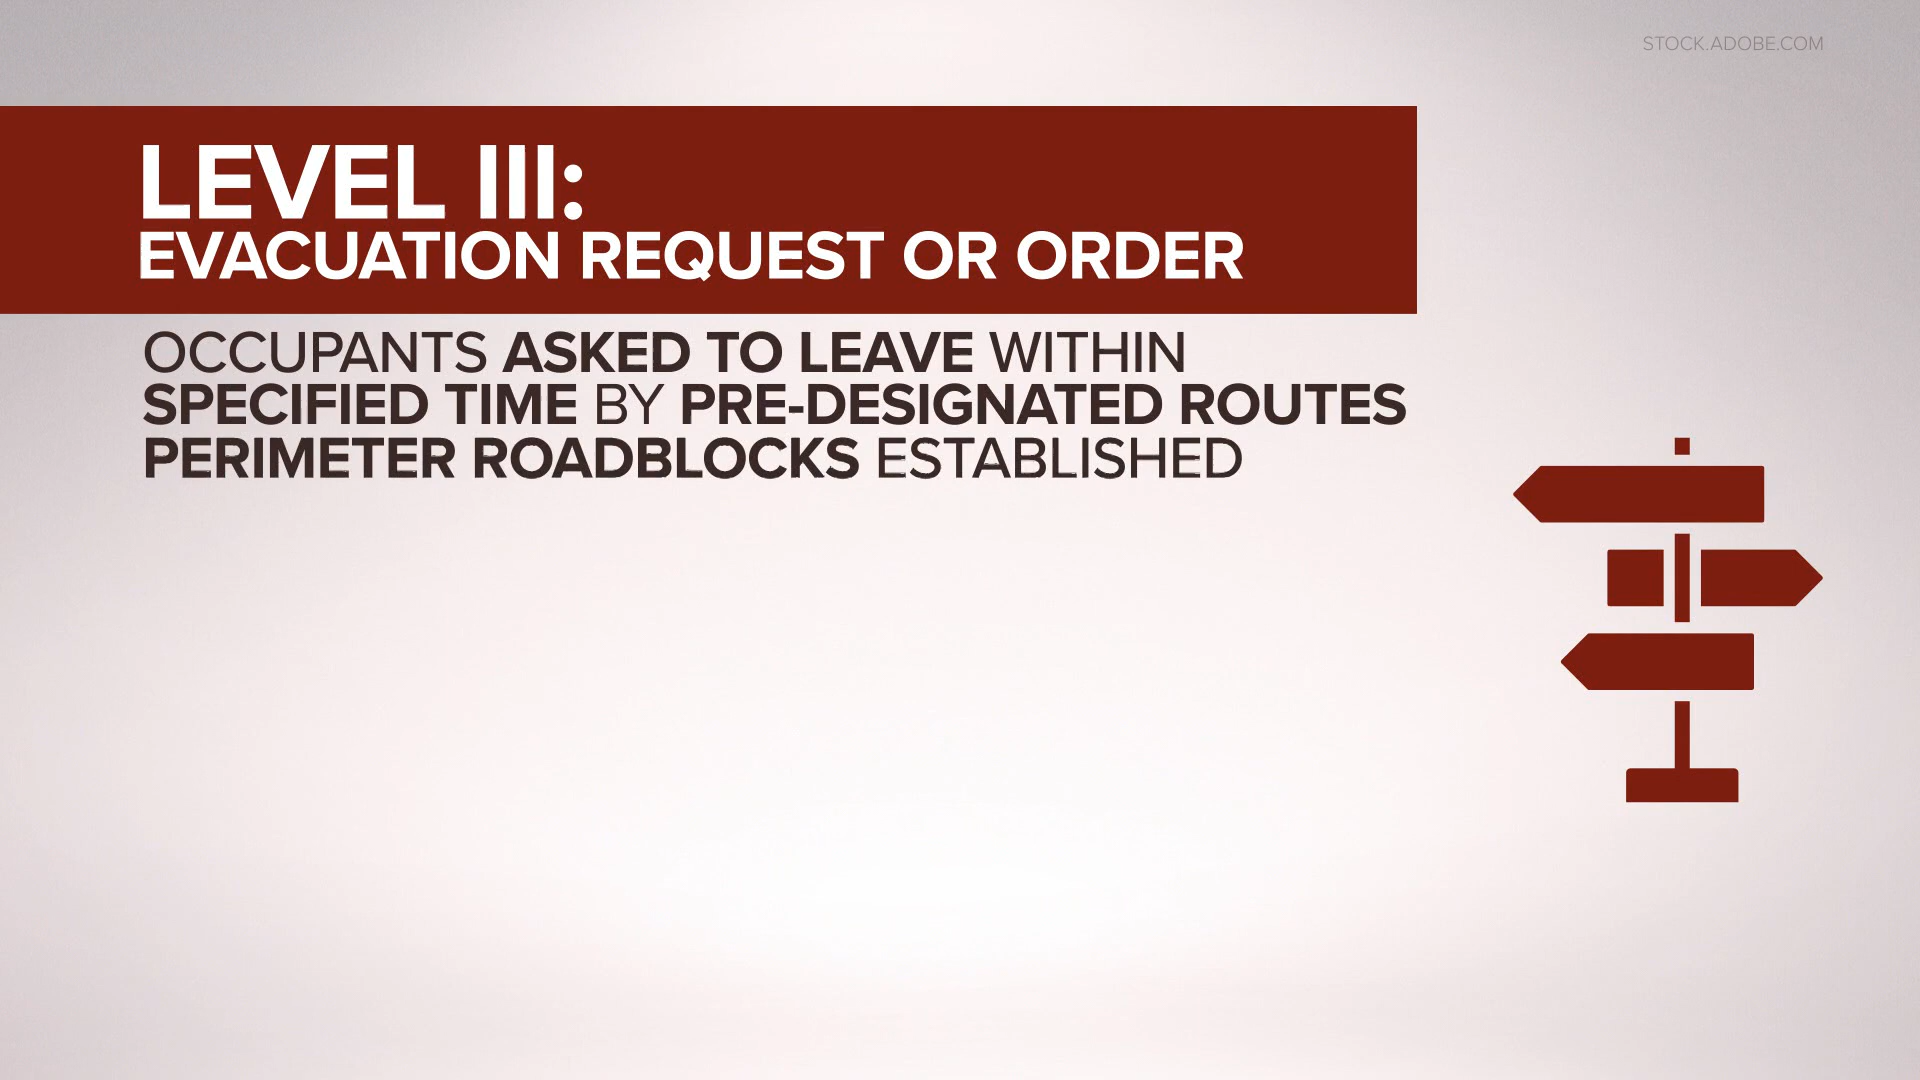 STOCK.ADOBE.COM
LEVEL III:
EVACUATION REQUEST OR ORDER
OCCUPANTS ASKED TO LEAVE WITHIN
SPECIFIED TIME BY PRE-DESIGNATED ROUTES
PERIMETER ROADBLOCKS ESTABLISHED